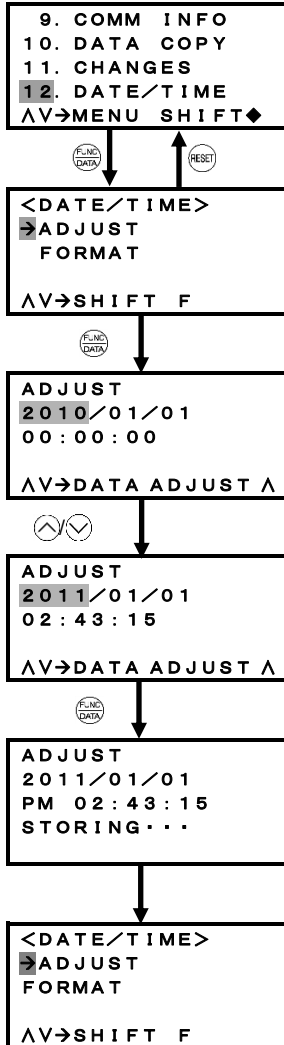 9. COMM INFO
10. DATA COPY
11. CHANGES
12. DATE/TIME
∧∨→MENU SHIFT◆
FUNC
DATA
RESET
<DATE/TIME>
→ADJUST
FORMAT
∧∨→SHIFT F
FUNC
DATA
ADJUST
2010/01/01
00:00:00
∧∨→DATA ADJUST ∧
∧/∨
ADJUST
2011/01/01
02:43:15
∧∨→DATA ADJUST ∧
FUNC
DATA
ADJUST
2011/01/01
PM 02:43:15
STORING・・・
<DATE/TIME>
→ADJUST
FORMAT
∧∨→SHIFT F